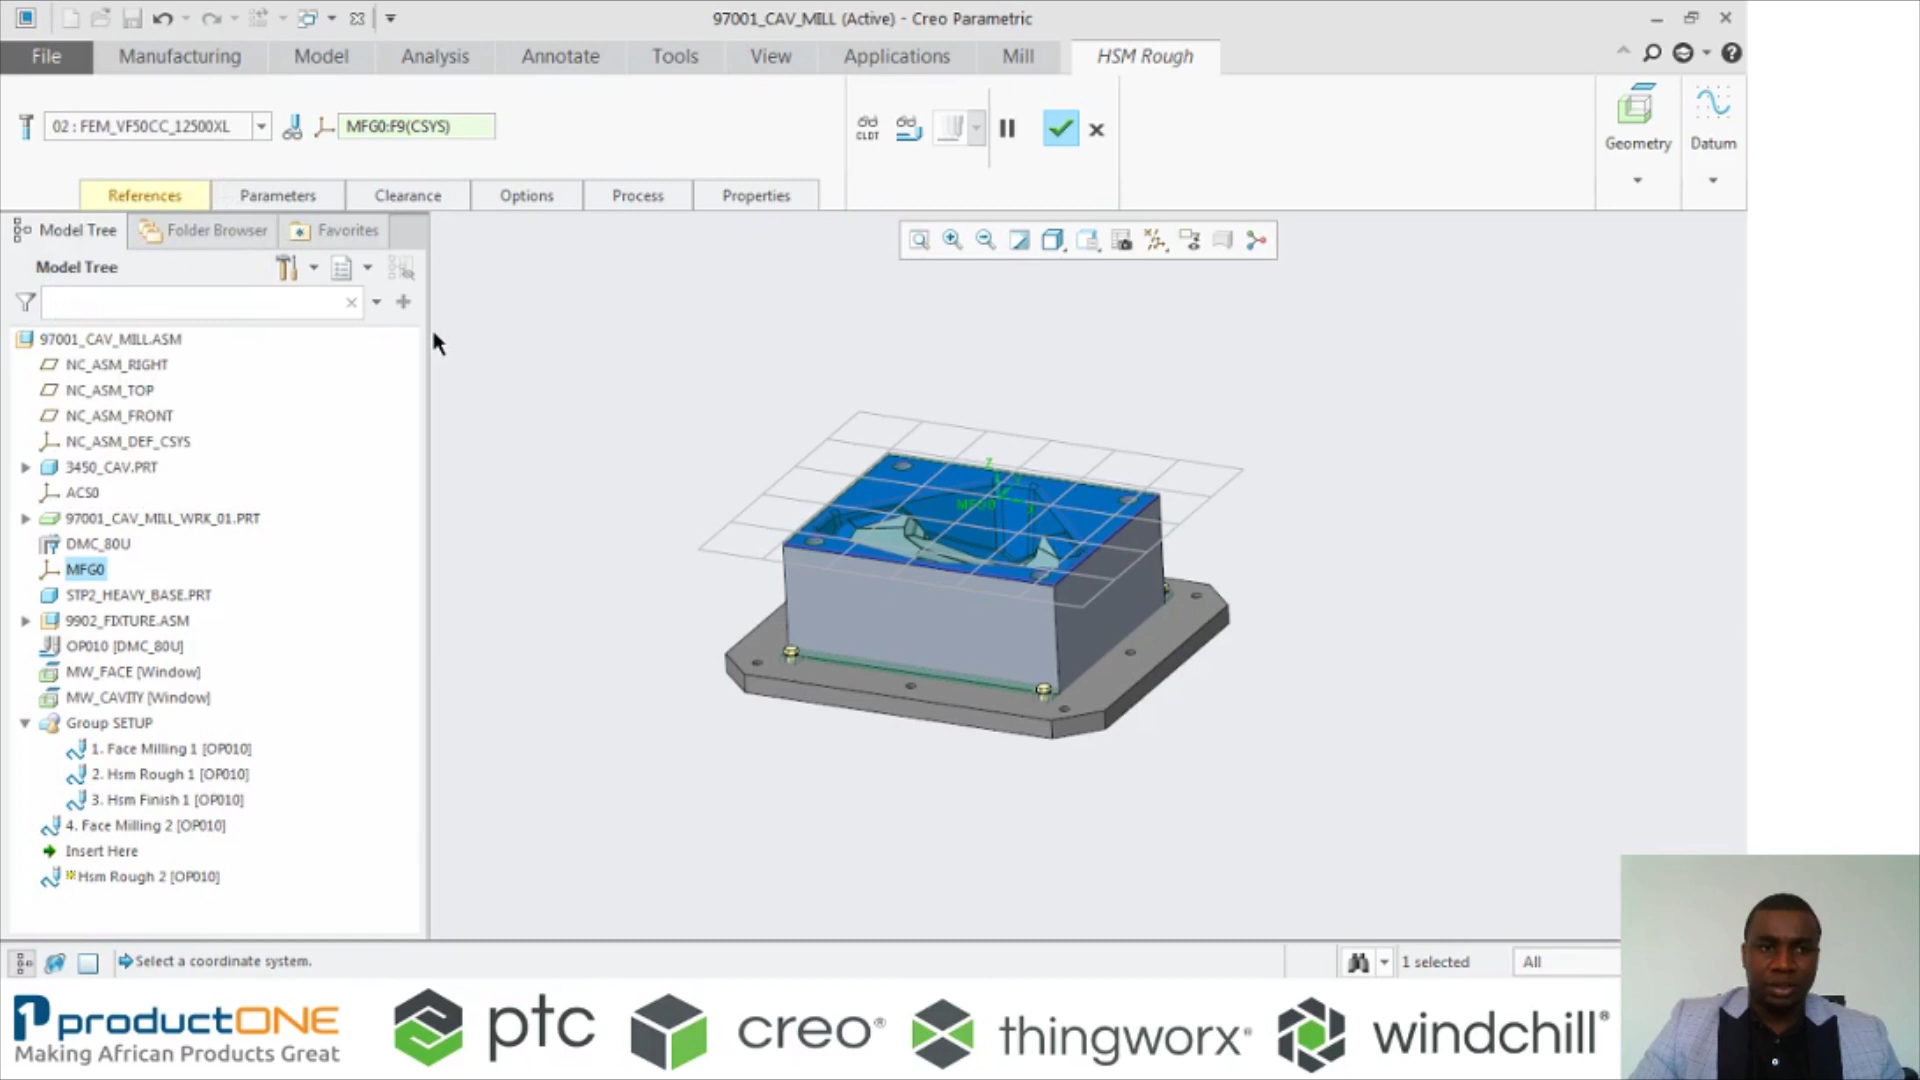 97001_CAV_MILL (Active) - Creo Parametric
File Manufacturing Model Analysis Annotate Tools View Applications Mill HSM Rough
02 : FEM_VF50CC_12500XL
MFG0:F9(CSYS)
CLDT
Geometry
Datum
References Parameters Clearance Options Process Properties
Model Tree Folder Browser Favorites
Model Tree
97001_CAV_MILL.ASM
NC_ASM_RIGHT
NC_ASM_TOP
NC_ASM_FRONT
NC_ASM_DEF_CSYS
3450_CAV.PRT
ACS0
97001_CAV_MILL_WRK_01.PRT
DMC_80U
MFG0
STP2_HEAVY_BASE.PRT
9902_FIXTURE.ASM
OP010 [DMC_80U]
MW_FACE [Window]
MW_CAVITY [Window]
Group SETUP
1. Face Milling 1 [OP010]
2. Hsm Rough 1 [OP010]
3. Hsm Finish 1 [OP010]
4. Face Milling 2 [OP010]
Insert Here
Hsm Rough 2 [OP010]
Z
MFG0
Select a coordinate system.
1 selected
All
productONE
Making African Products Great
ptc
creo®
thingworx®
windchill®